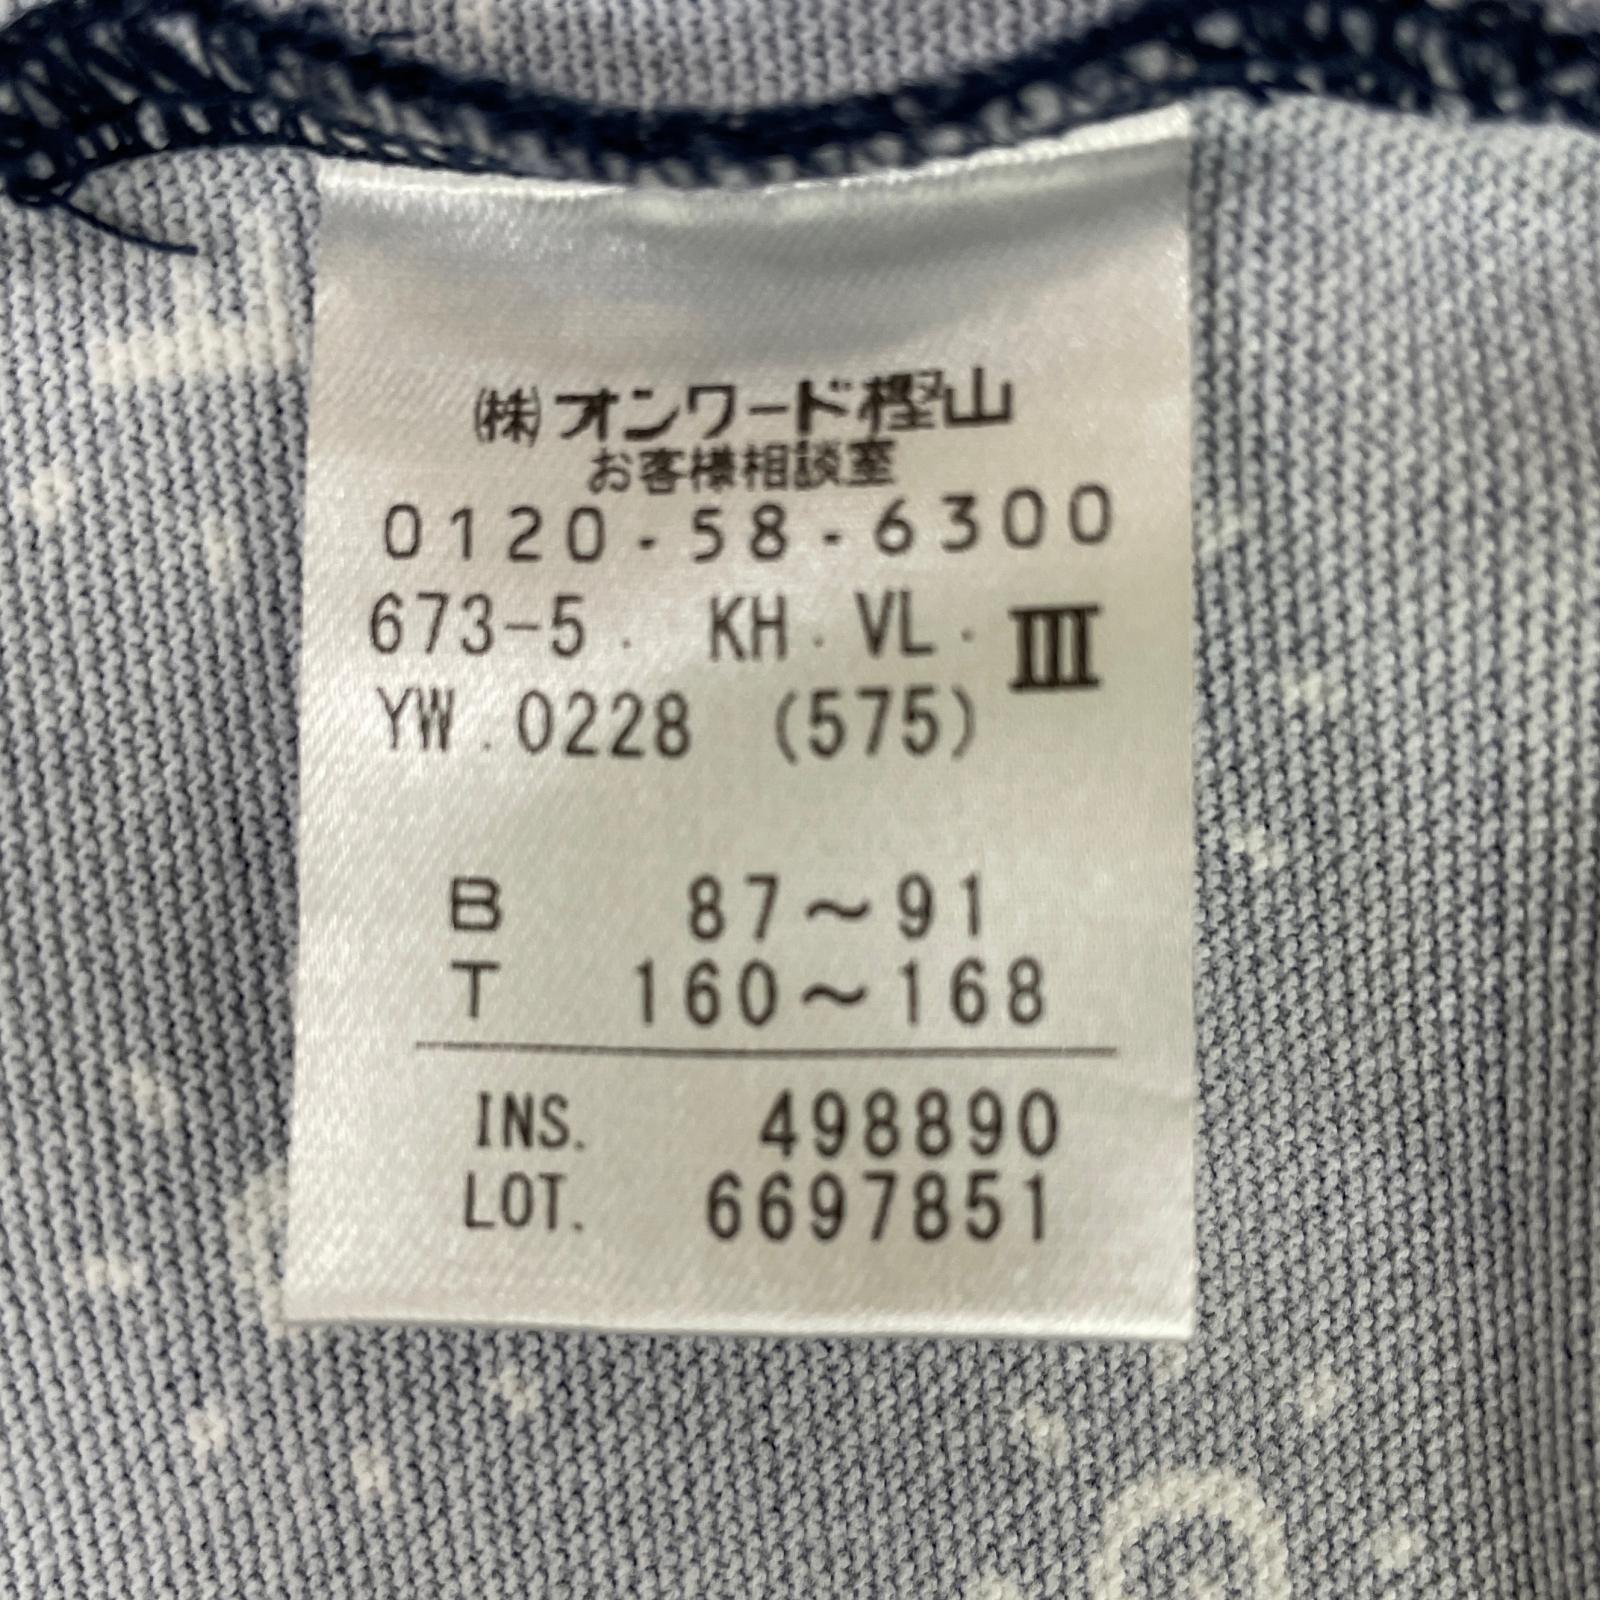 (株)オンワード樫山
お客様相談室
0120-58-6300
673-5. KH. VL. III
YW. 0228 (575)
B 87～91
T 160～168
INS. 498890
LOT. 6697851